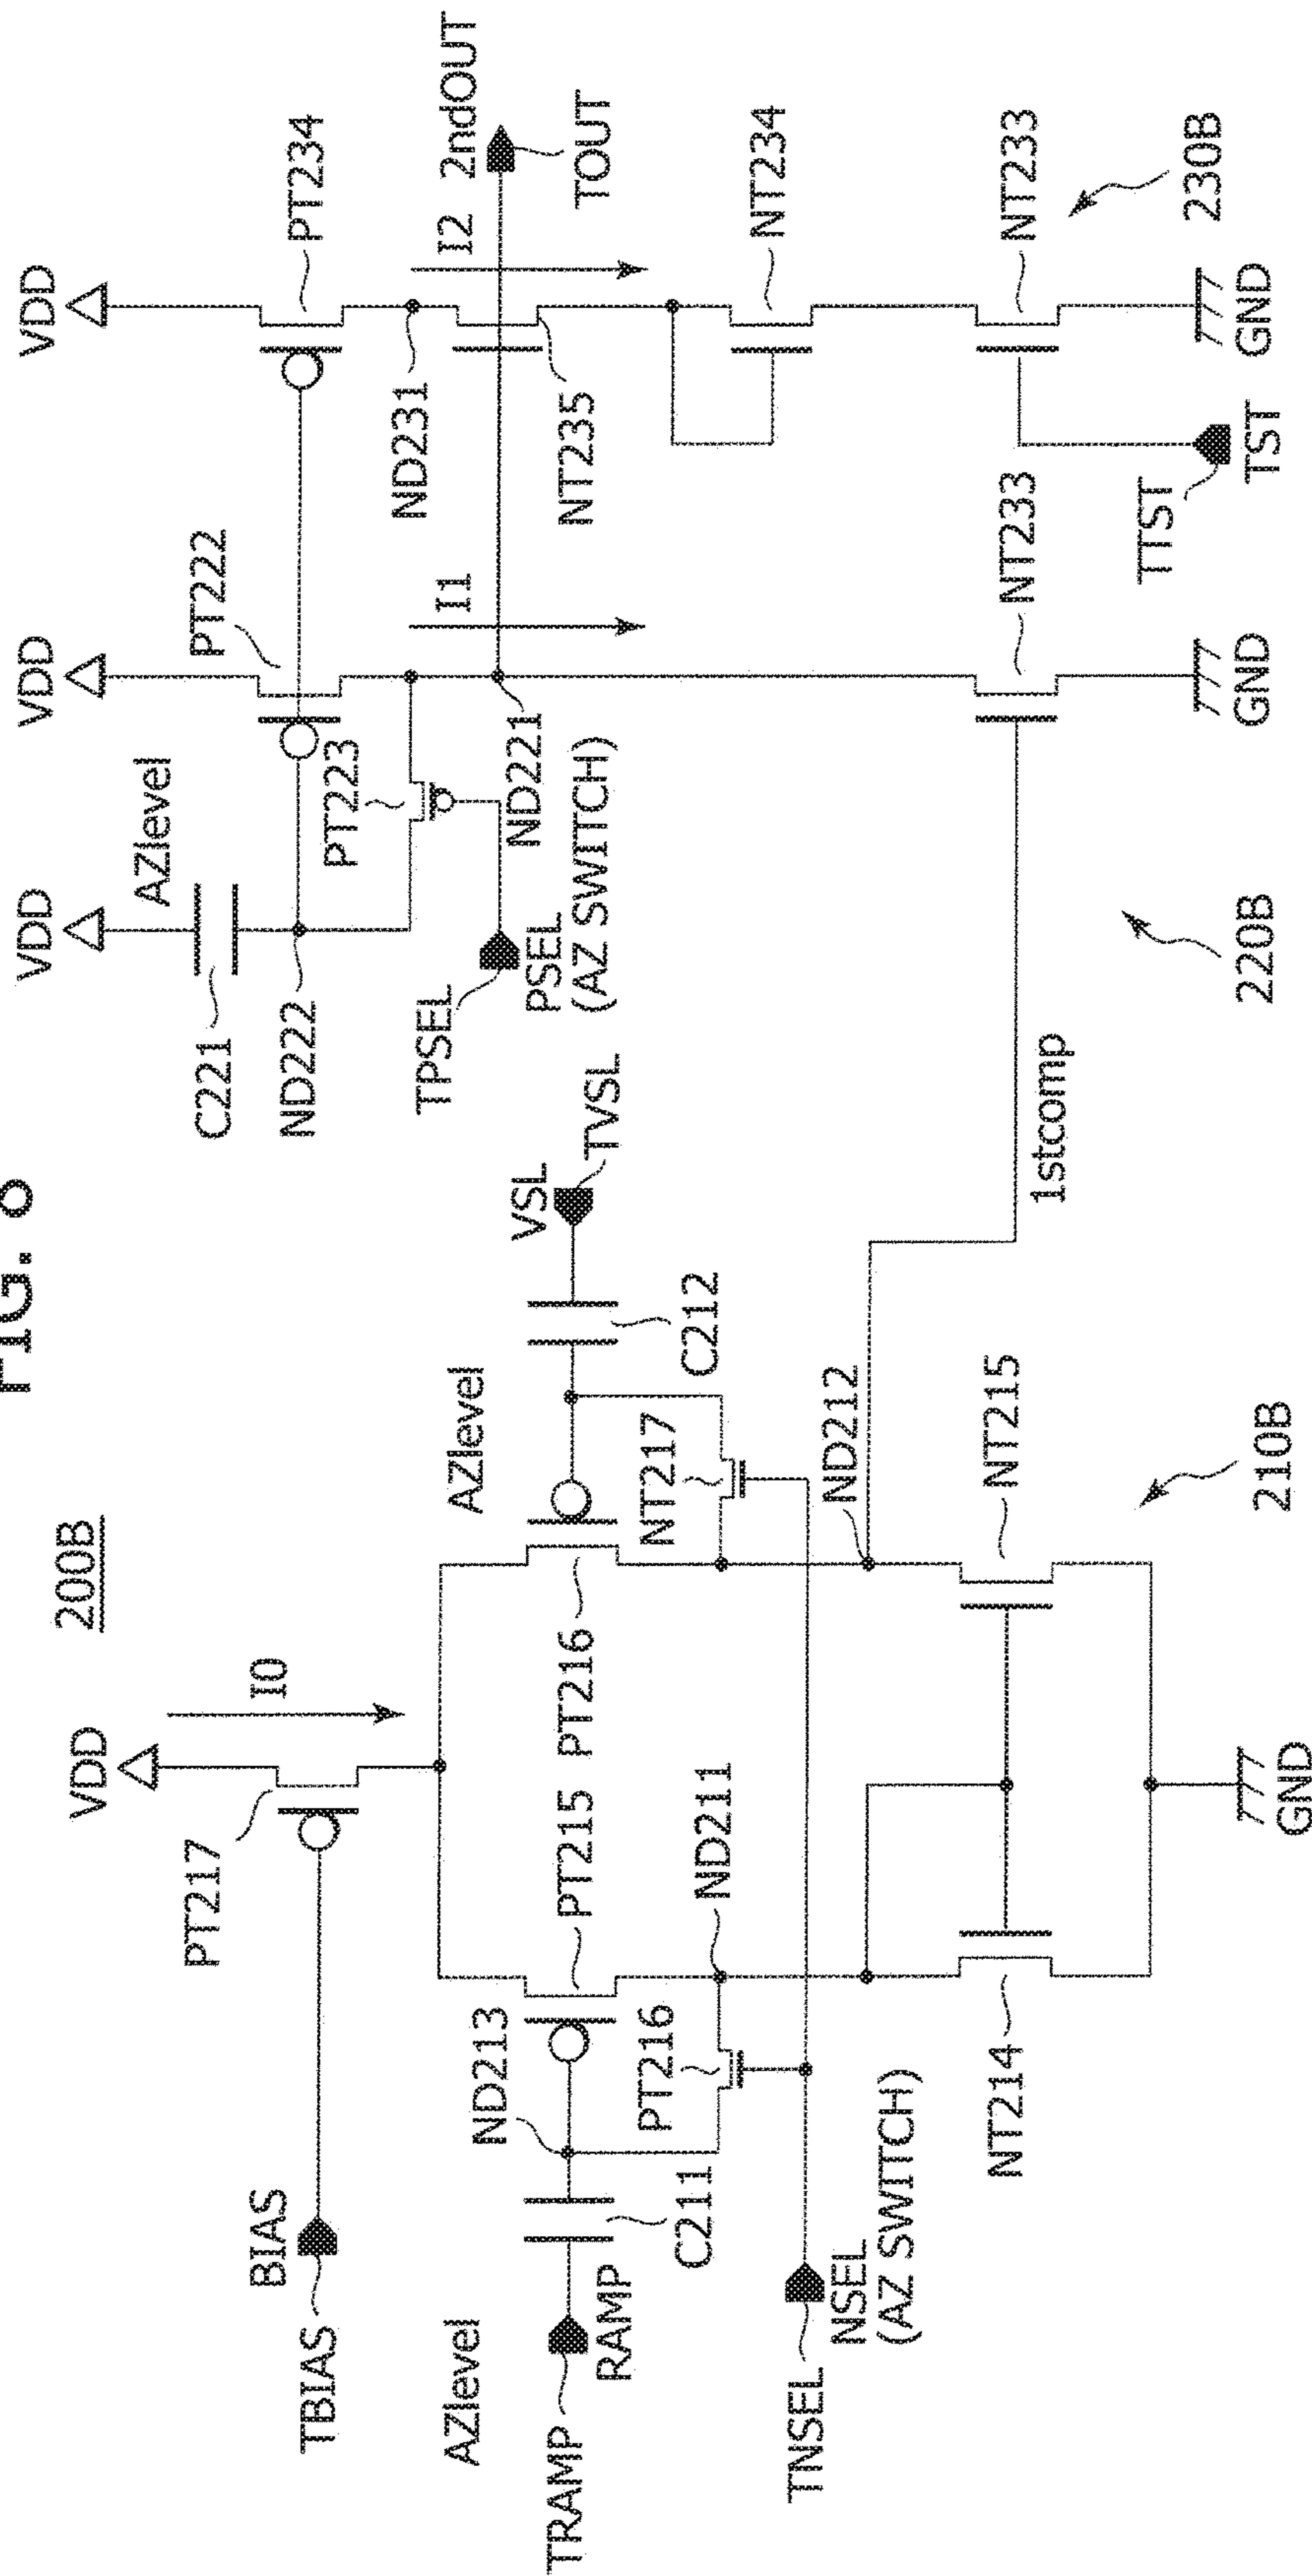 FIG. 8
200B
VDD
I0
PT217
BIAS
TBIAS
AZlevel
TRAMP
RAMP
C211
ND213
PT215
PT216
AZlevel
VSL
TVSL
C212
PT216
ND211
NT217
ND212
TNSEL
NSEL
(AZ SWITCH)
NT214
NT215
GND
210B
1stcomp
VDD
AZlevel
C221
ND222
VDD
PT222
PT223
TPSEL
PSEL
(AZ SWITCH)
I1
ND221
NT233
GND
220B
VDD
PT234
ND231
I2
2ndOUT
TOUT
NT235
NT234
NT233
TTST
TST
GND
230B